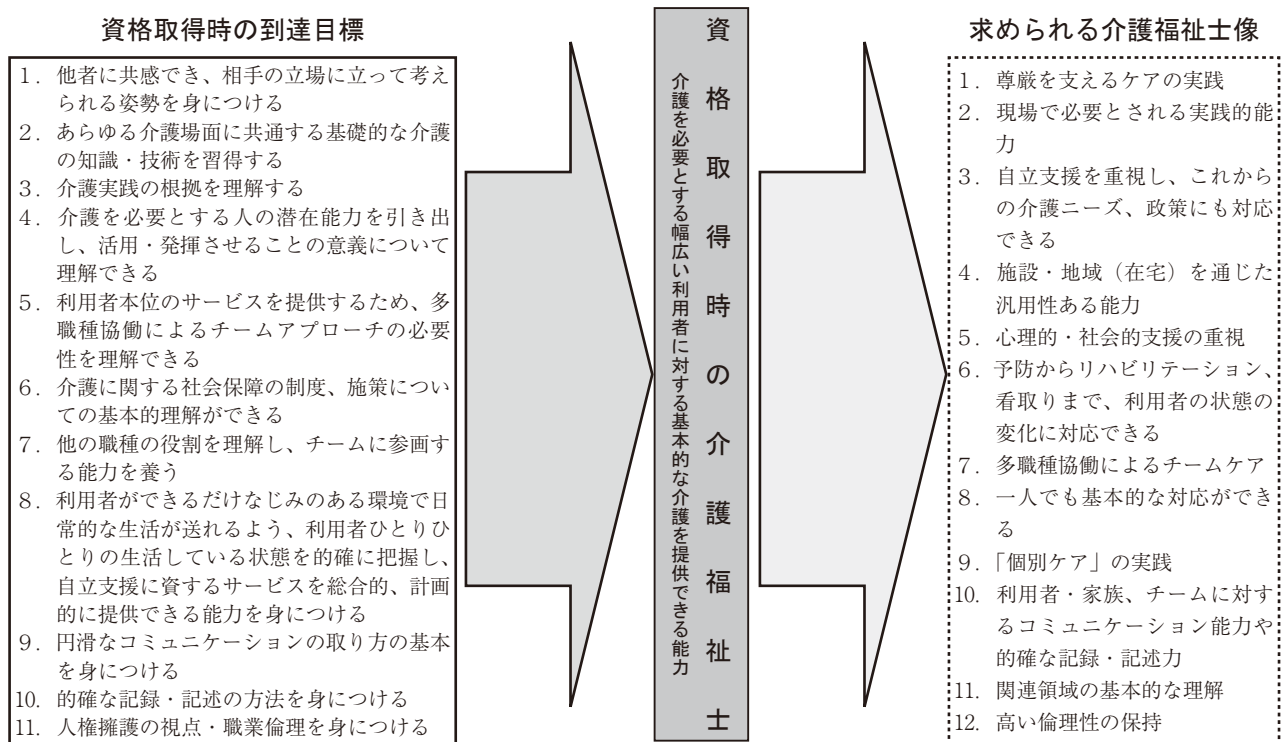 資格取得時の到達目標
1．他者に共感でき、相手の立場に立って考え
られる姿勢を身につける
2．あらゆる介護場面に共通する基礎的な介護
の知識・技術を習得する
3．介護実践の根拠を理解する
4．介護を必要とする人の潜在能力を引き出
し、活用・発揮させることの意義について
理解できる
5．利用者本位のサービスを提供するため、多
職種協働によるチームアプローチの必要
性を理解できる
6．介護に関する社会保障の制度、施策につい
ての基本的理解ができる
7．他の職種の役割を理解し、チームに参画す
る能力を養う
8．利用者ができるだけなじみのある環境で日
常的な生活が送れるよう、利用者ひとりひ
とりの生活している状態を的確に把握し、
自立支援に資するサービスを総合的、計画
的に提供できる能力を身につける
9．円滑なコミュニケーションの取り方の基本
を身につける
10．的確な記録・記述の方法を身につける
11．人権擁護の視点・職業倫理を身につける
資格取得時の介護福祉士
介護を必要とする幅広い利用者に対する基本的な介護を提供できる能力
求められる介護福祉士像
1．尊厳を支えるケアの実践
2．現場で必要とされる実践的能
力
3．自立支援を重視し、これから
の介護ニーズ、政策にも対応
できる
4．施設・地域（在宅）を通じた
汎用性ある能力
5．心理的・社会的支援の重視
6．予防からリハビリテーション、
看取りまで、利用者の状態の
変化に対応できる
7．多職種協働によるチームケア
8．一人でも基本的な対応ができ
る
9．「個別ケア」の実践
10．利用者・家族、チームに対す
るコミュニケーション能力や
的確な記録・記述力
11．関連領域の基本的な理解
12．高い倫理性の保持